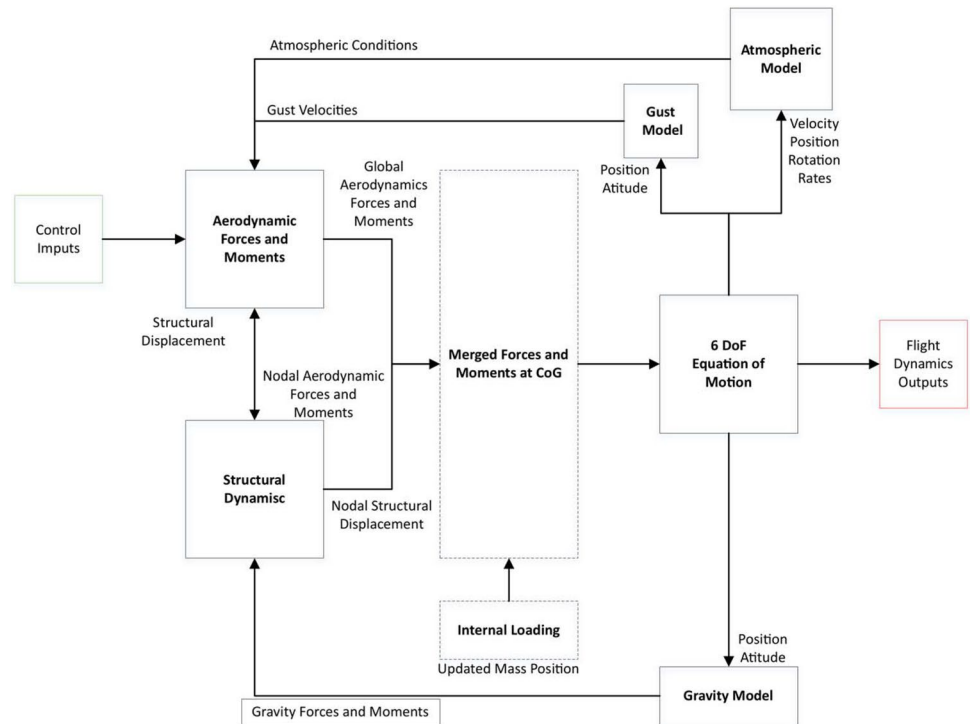 Atmospheric Conditions
Atmospheric
Model
Gust Velocities
Gust
Model
Velocity
Position
Rotation
Rates
Position
Atitude
Global
Aerodynamics
Forces and
Moments
Control
Imputs
Aerodynamic
Forces and
Moments
Structural
Displacement
Nodal Aerodynamic
Forces and
Moments
Merged Forces and
Moments at CoG
6 DoF
Equation of
Motion
Flight
Dynamics
Outputs
Structural
Dynamisc
Nodal Structural
Displacement
Internal Loading
Updated Mass Position
Position
Atitude
Gravity Model
Gravity Forces and Moments